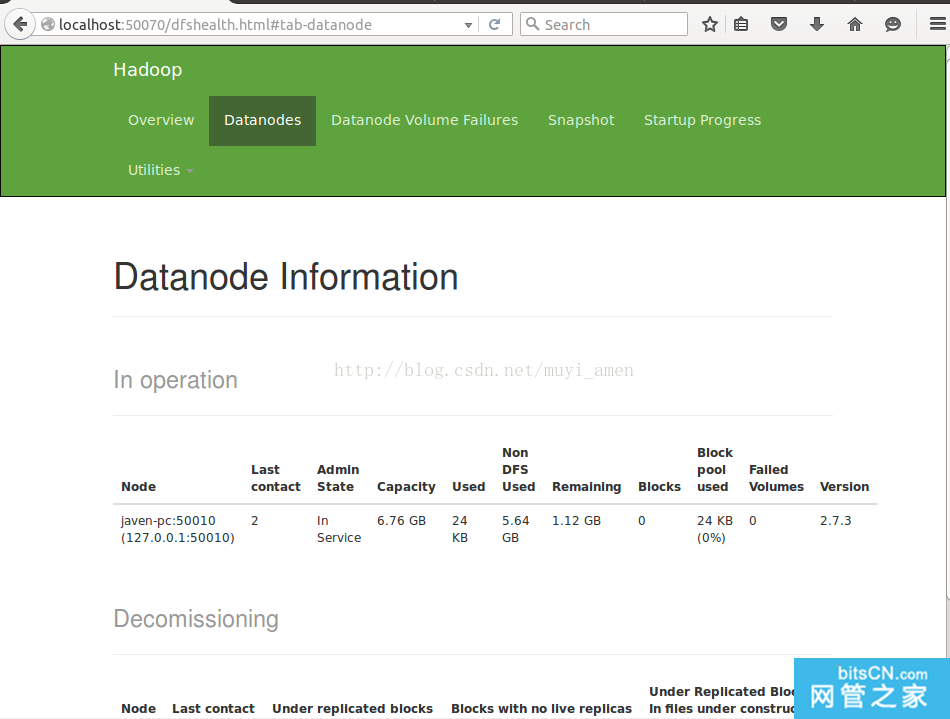 localhost:50070/dfshealth.html#tab-datanode
Search
Hadoop
Overview Datanodes Datanode Volume Failures Snapshot Startup Progress
Utilities
Datanode Information
http://blog.csdn.net/muyi_amen
In operation
Node Last contact Admin State Capacity Used Non DFS Used Remaining Blocks Block pool used Failed Volumes Version
javen-pc:50010 (127.0.0.1:50010) 2 In Service 6.76 GB 24 KB 5.64 GB 1.12 GB 0 24 KB (0%) 0 2.7.3
Decomissioning
Node Last contact Under replicated blocks Blocks with no live replicas Under Replicated In files under
bitsCN.com
网管之家